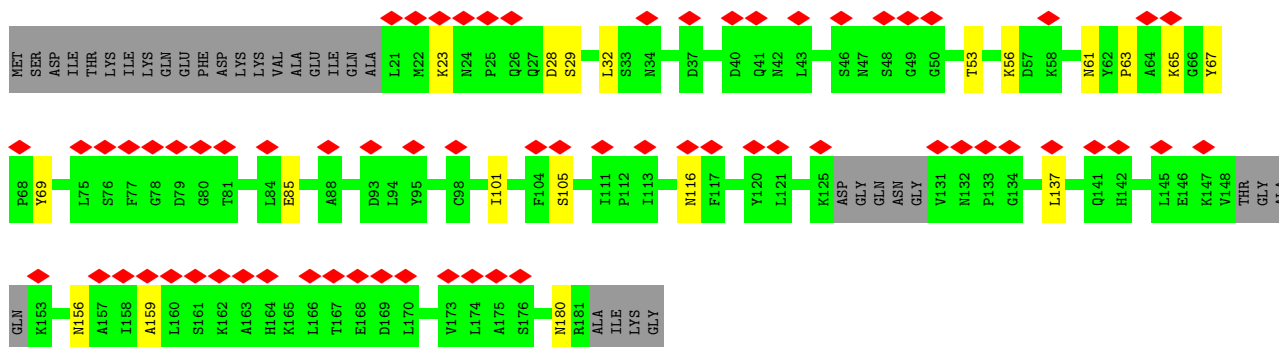 MET SER ASP ILE THR LYS ILE LYS GLN GLU PHE ASP LYS LYS VAL ALA GLU ILE GLN ALA L21 M22 K23 N24 P25 Q26 Q27 D28 S29 L32 S33 N34 D37 D40 Q41 N42 L43 S46 N47 S48 G49 G50 T53 K56 D57 K58 N61 Y62 P63 A64 K65 G66 Y67
P68 Y69 L75 S76 F77 G78 D79 G80 T81 L84 E85 A88 D93 L94 Y95 C98 I101 F104 S105 I111 P112 I113 N116 F117 Y120 L121 K125 ASP GLY GLN ASN GLY V131 N132 P133 G134 L137 Q141 H142 L145 E146 K147 V148 THR GLY ALA
GLN K153 N156 A157 I158 A159 L160 S161 K162 A163 H164 K165 L166 T167 E168 D169 L170 V173 L174 A175 S176 N180 R181 ALA ILE LYS GLY